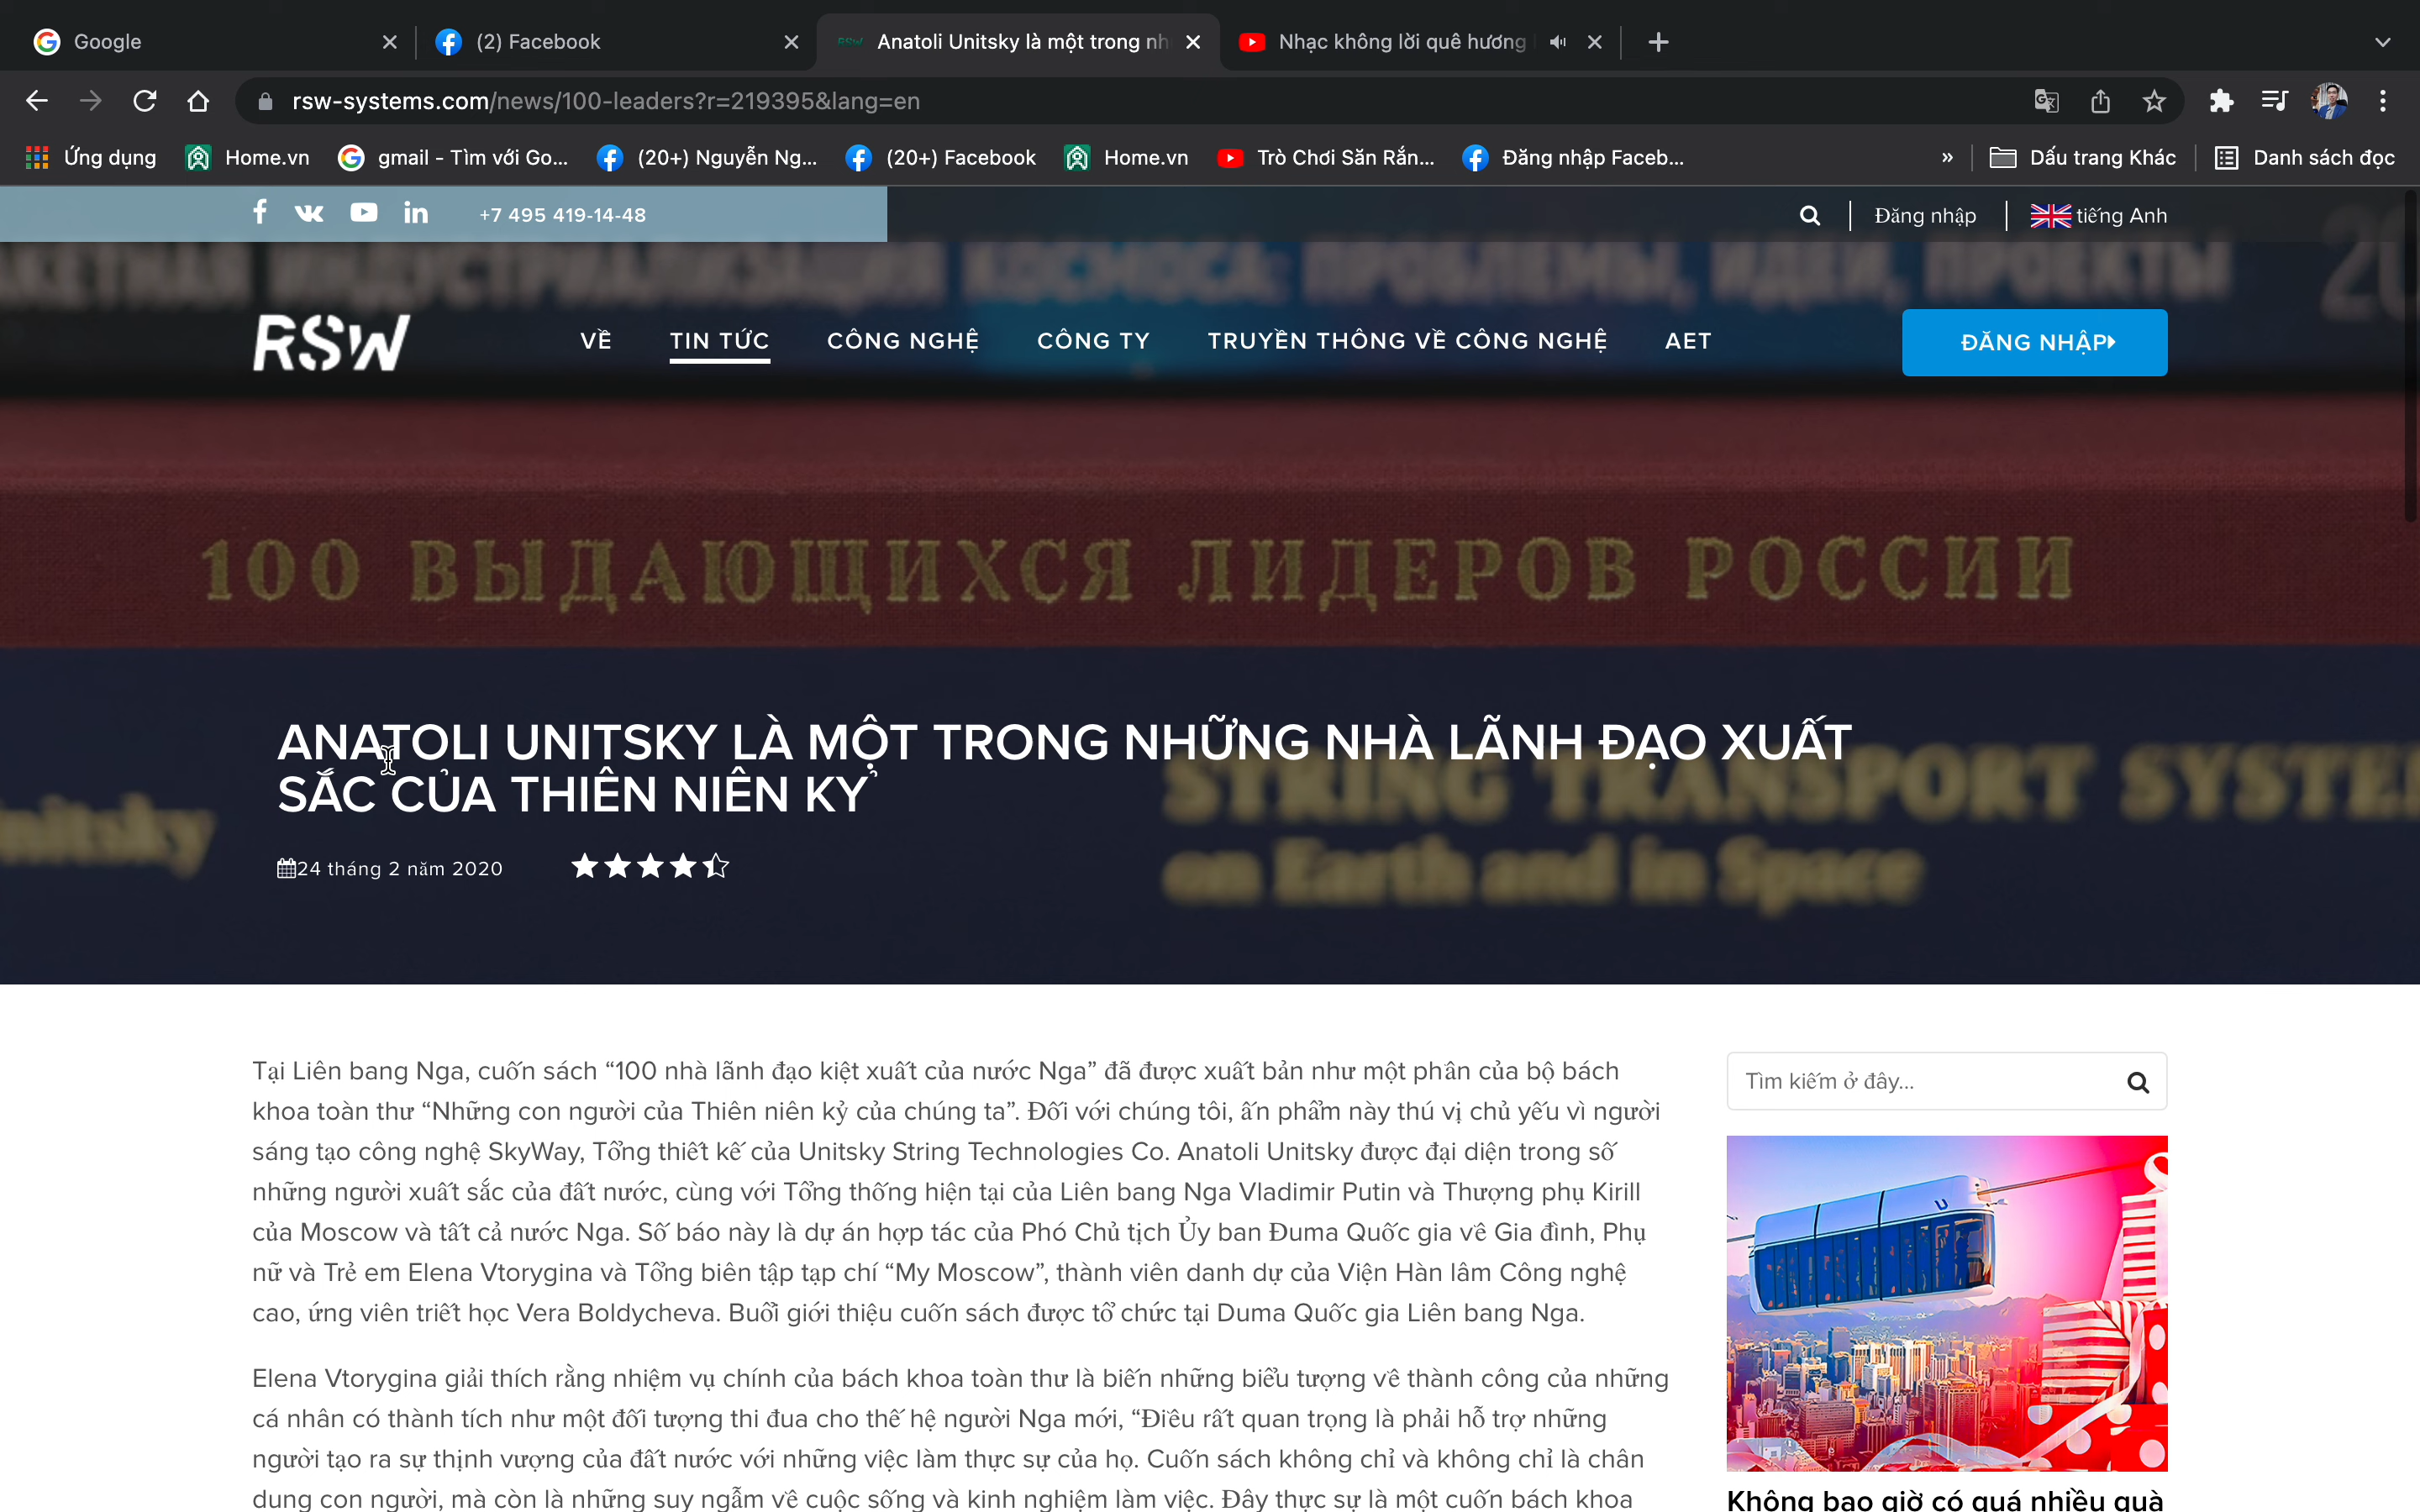 Google
(2) Facebook
Anatoli Unitsky là một trong nh
Nhạc không lời quê hương
rsw-systems.com/news/100-leaders?r=219395&lang=en
Ứng dụng
Home.vn
gmail - Tìm với Go...
(20+) Nguyễn Ng...
(20+) Facebook
Home.vn
Trò Chơi Săn Rắn...
Đăng nhập Faceb...
»
Dấu trang Khác
Danh sách đọc
+7 495 419-14-48
Đăng nhập
tiếng Anh
КЕТНАЯ ИНДУСТРИАЛИЗАЦИЯ КОСМОСА: ПРОБЛЕМЫ, ИДЕИ, ПРОЕКТЫ
RSW
VỀ
TIN TỨC
CÔNG NGHỆ
CÔNG TY
TRUYỀN THÔNG VỀ CÔNG NGHỆ
AET
ĐĂNG NHẬP
100 ВЫДАЮЩИХСЯ ЛИДЕРОВ РОССИИ
ANATOLI UNITSKY LÀ MỘT TRONG NHỮNG NHÀ LÃNH ĐẠO XUẤT
SẮC CỦA THIÊN NIÊN KỶ
STRING TRANSPORT SYSTE
nitsky
on Earth and in Space
24 tháng 2 năm 2020
Tại Liên bang Nga, cuốn sách “100 nhà lãnh đạo kiệt xuất của nước Nga” đã được xuất bản như một phần của bộ bách
khoa toàn thư “Những con người của Thiên niên kỷ của chúng ta”. Đối với chúng tôi, ấn phẩm này thú vị chủ yếu vì người
sáng tạo công nghệ SkyWay, Tổng thiết kế của Unitsky String Technologies Co. Anatoli Unitsky được đại diện trong số
những người xuất sắc của đất nước, cùng với Tổng thống hiện tại của Liên bang Nga Vladimir Putin và Thượng phụ Kirill
của Moscow và tất cả nước Nga. Số báo này là dự án hợp tác của Phó Chủ tịch Ủy ban Đuma Quốc gia về Gia đình, Phụ
nữ và Trẻ em Elena Vtorygina và Tổng biên tập tạp chí “My Moscow”, thành viên danh dự của Viện Hàn lâm Công nghệ
cao, ứng viên triết học Vera Boldycheva. Buổi giới thiệu cuốn sách được tổ chức tại Duma Quốc gia Liên bang Nga.
Elena Vtorygina giải thích rằng nhiệm vụ chính của bách khoa toàn thư là biến những biểu tượng về thành công của những
cá nhân có thành tích như một đối tượng thi đua cho thế hệ người Nga mới, “Điều rất quan trọng là phải hỗ trợ những
người tạo ra sự thịnh vượng của đất nước với những việc làm thực sự của họ. Cuốn sách không chỉ và không chỉ là chân
dung con người, mà còn là những suy ngẫm về cuộc sống và kinh nghiệm làm việc. Đây thực sự là một cuốn bách khoa
Tìm kiếm ở đây...
U
Không bao giờ có quá nhiều quà